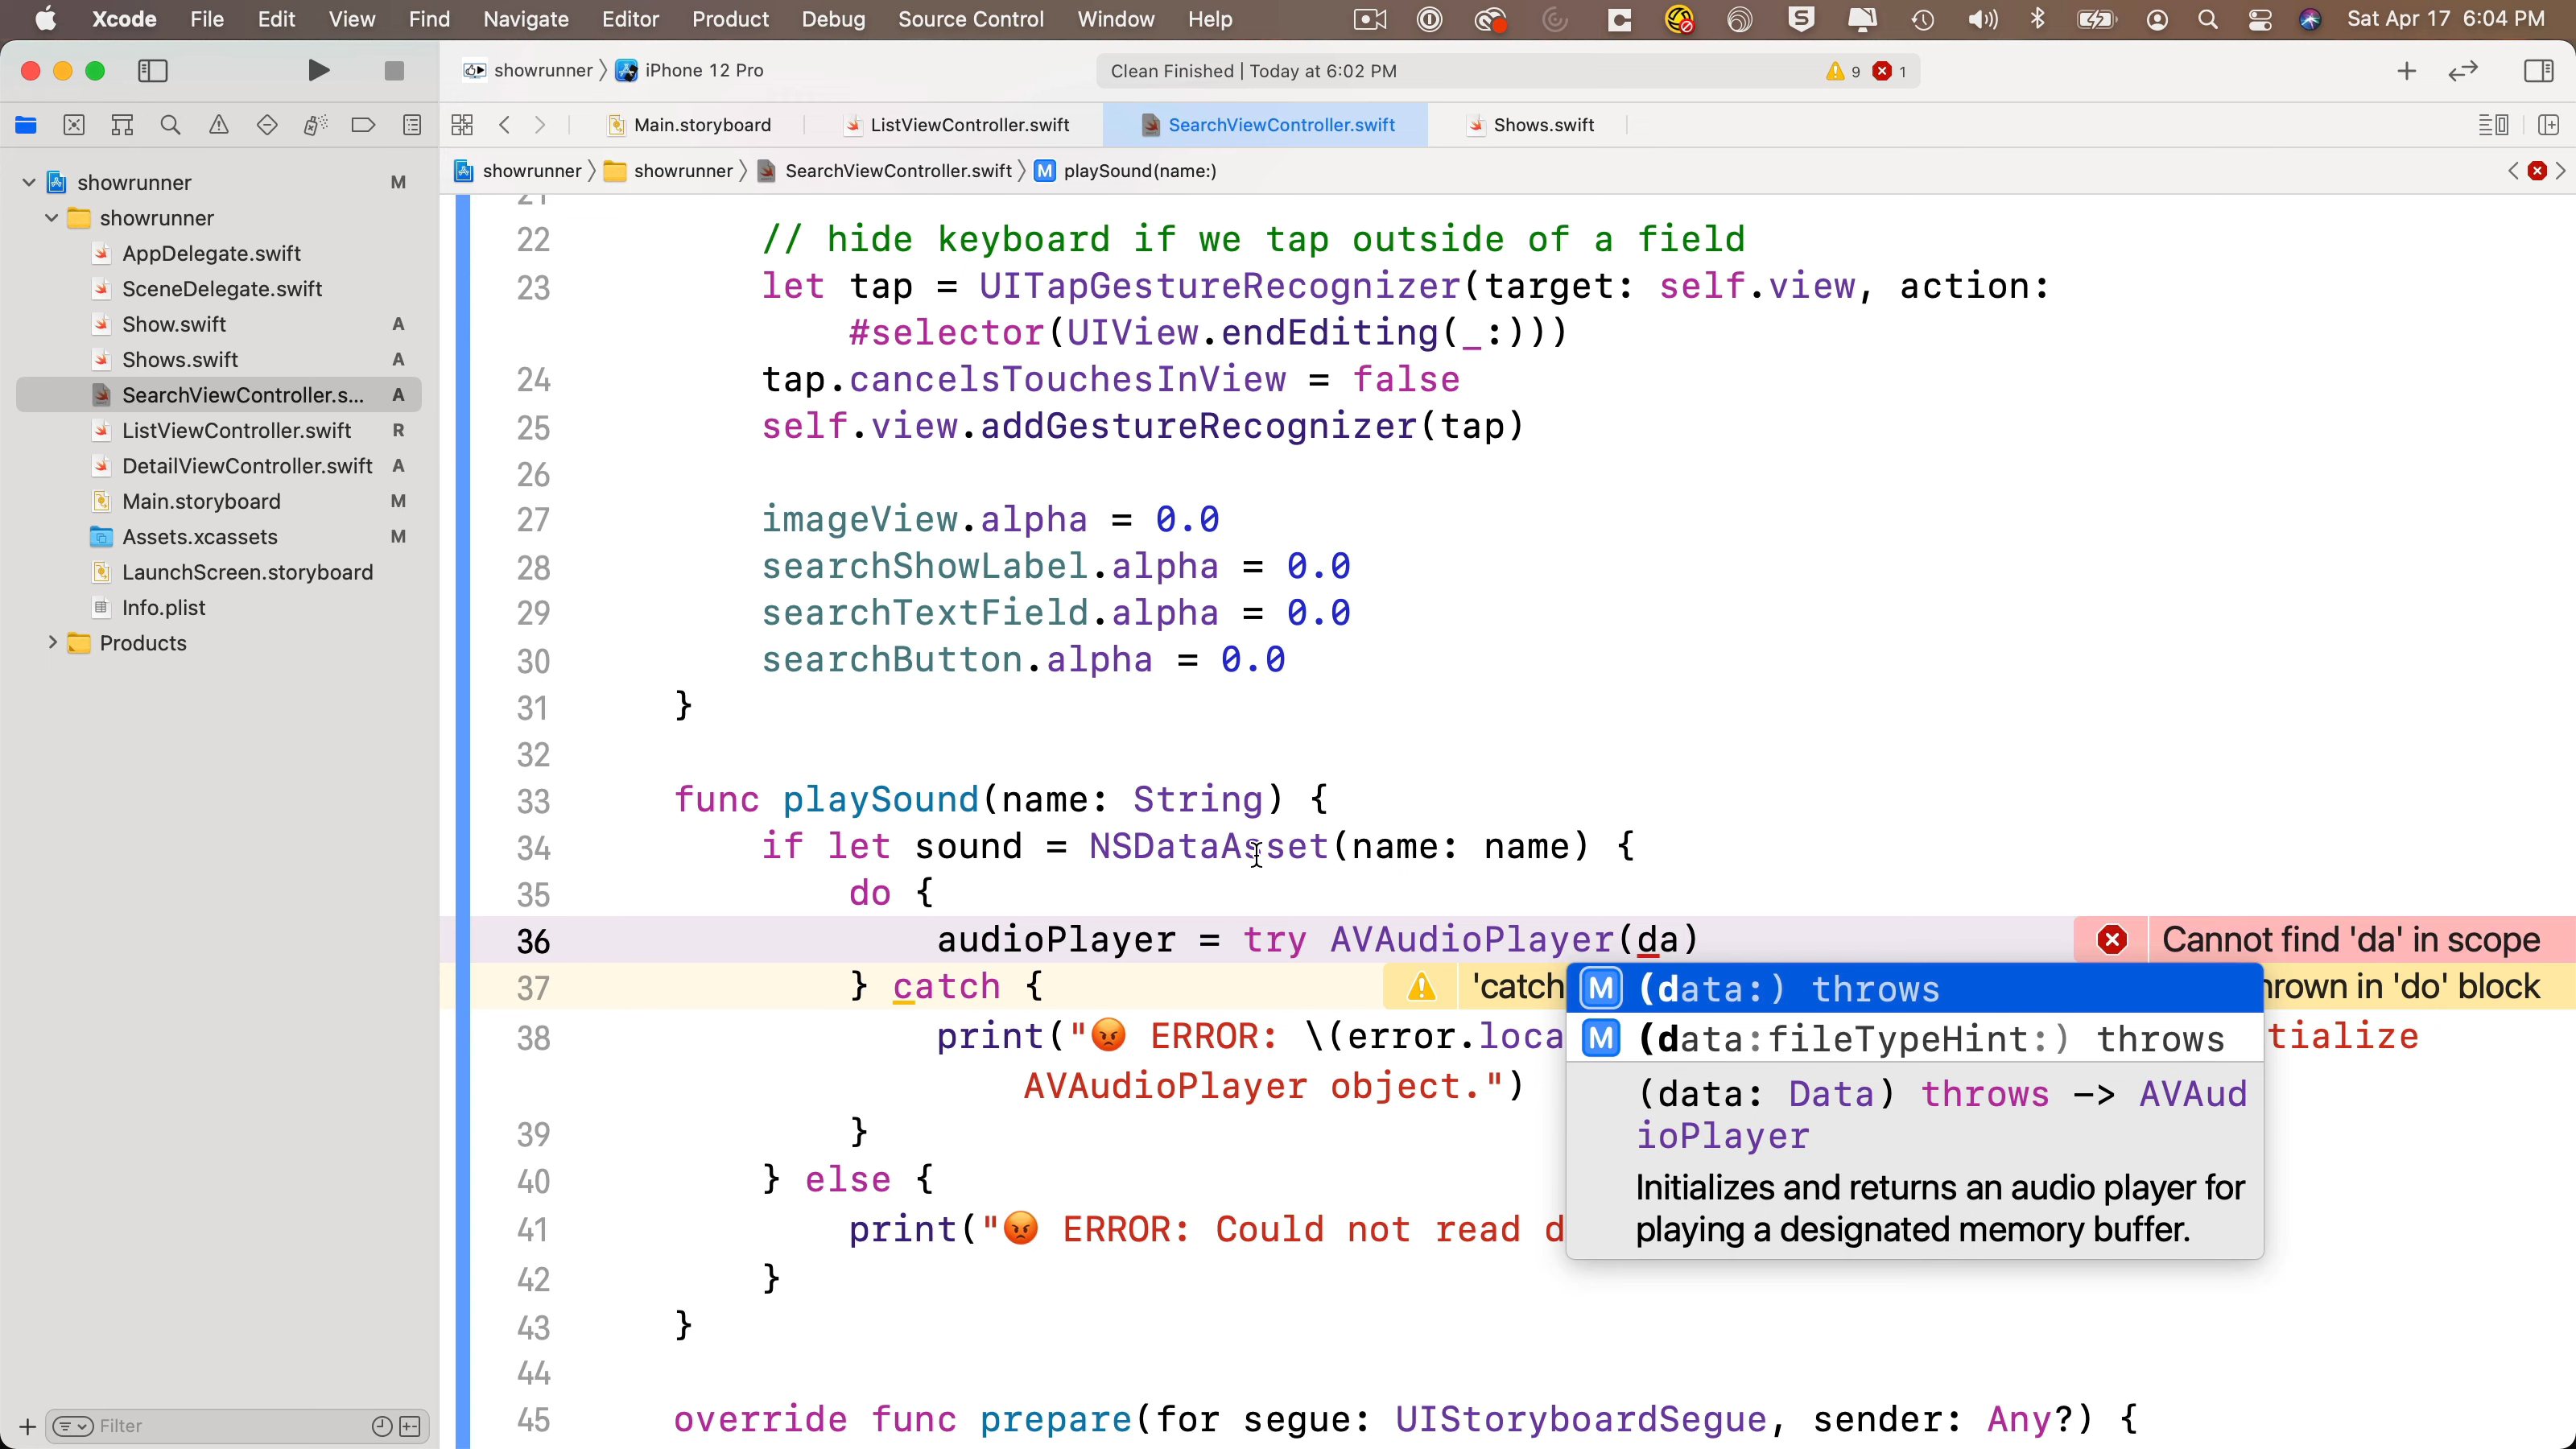 Xcode File Edit View Find Navigate Editor Product Debug Source Control Window Help Sat Apr 17 6:04 PM
showrunner iPhone 12 Pro Clean Finished | Today at 6:02 PM 9 1
Main.storyboard ListViewController.swift SearchViewController.swift Shows.swift
showrunner showrunner SearchViewController.swift M playSound(name:)
showrunner M
showrunner
AppDelegate.swift
SceneDelegate.swift
Show.swift A
Shows.swift A
SearchViewController.s... A
ListViewController.swift R
DetailViewController.swift A
Main.storyboard M
Assets.xcassets M
LaunchScreen.storyboard
Info.plist
Products
Filter
21
22 // hide keyboard if we tap outside of a field
23 let tap = UITapGestureRecognizer(target: self.view, action:
#selector(UIView.endEditing(_:)))
24 tap.cancelsTouchesInView = false
25 self.view.addGestureRecognizer(tap)
26
27 imageView.alpha = 0.0
28 searchShowLabel.alpha = 0.0
29 searchTextField.alpha = 0.0
30 searchButton.alpha = 0.0
31 }
32
33 func playSound(name: String) {
34 if let sound = NSDataAsset(name: name) {
35 do {
36 audioPlayer = try AVAudioPlayer(da) Cannot find 'da' in scope
37 } catch { 'catch hrown in 'do' block
38 print("😡 ERROR: \(error.loca tialize
AVAudioPlayer object.")
39 }
40 } else {
41 print("😡 ERROR: Could not read d
42 }
43 }
44
45 override func prepare(for segue: UIStoryboardSegue, sender: Any?) {
M (data:) throws
M (data:fileTypeHint:) throws
(data: Data) throws -> AVAud
ioPlayer
Initializes and returns an audio player for
playing a designated memory buffer.